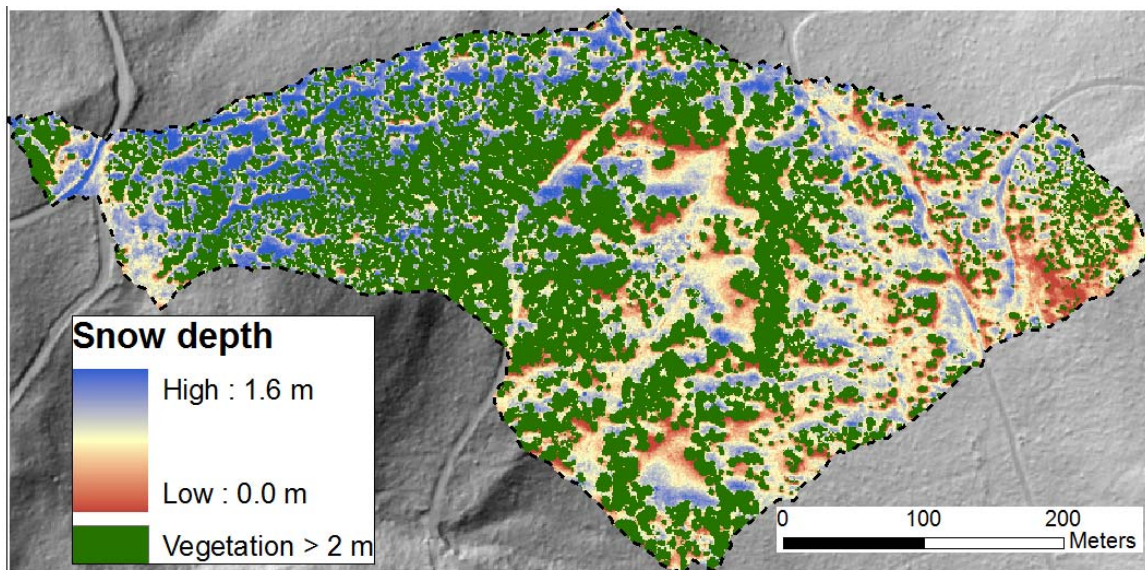 Snow depth
High : 1.6 m
Low : 0.0 m
Vegetation > 2 m
0 100 200
Meters